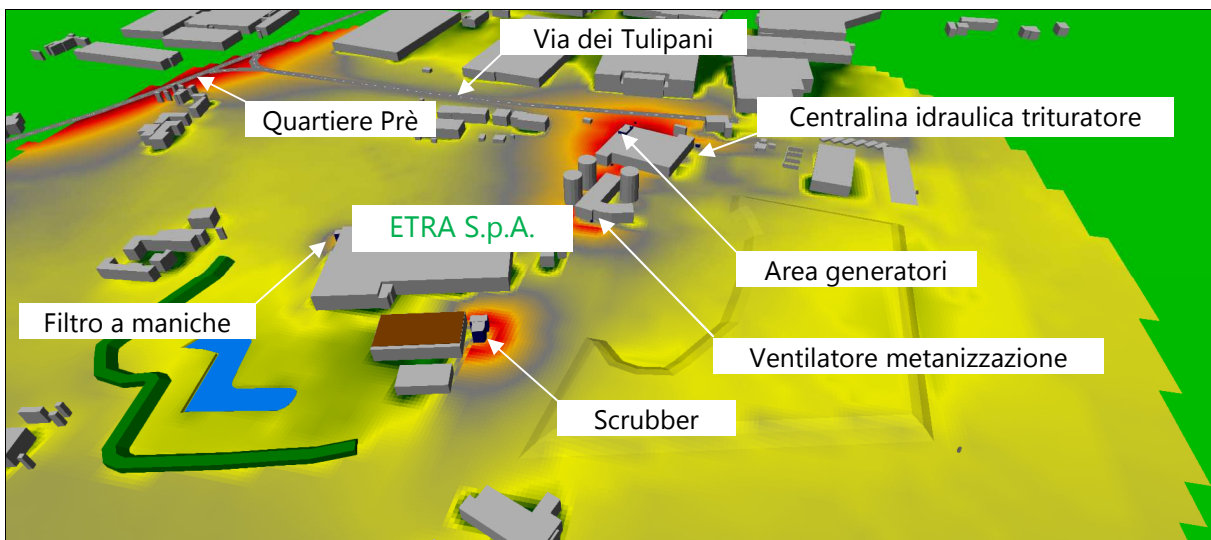 Via dei Tulipani
Quartiere Prè
Centralina idraulica trituratore
ETRA S.p.A.
Area generatori
Filtro a maniche
Ventilatore metanizzazione
Scrubber